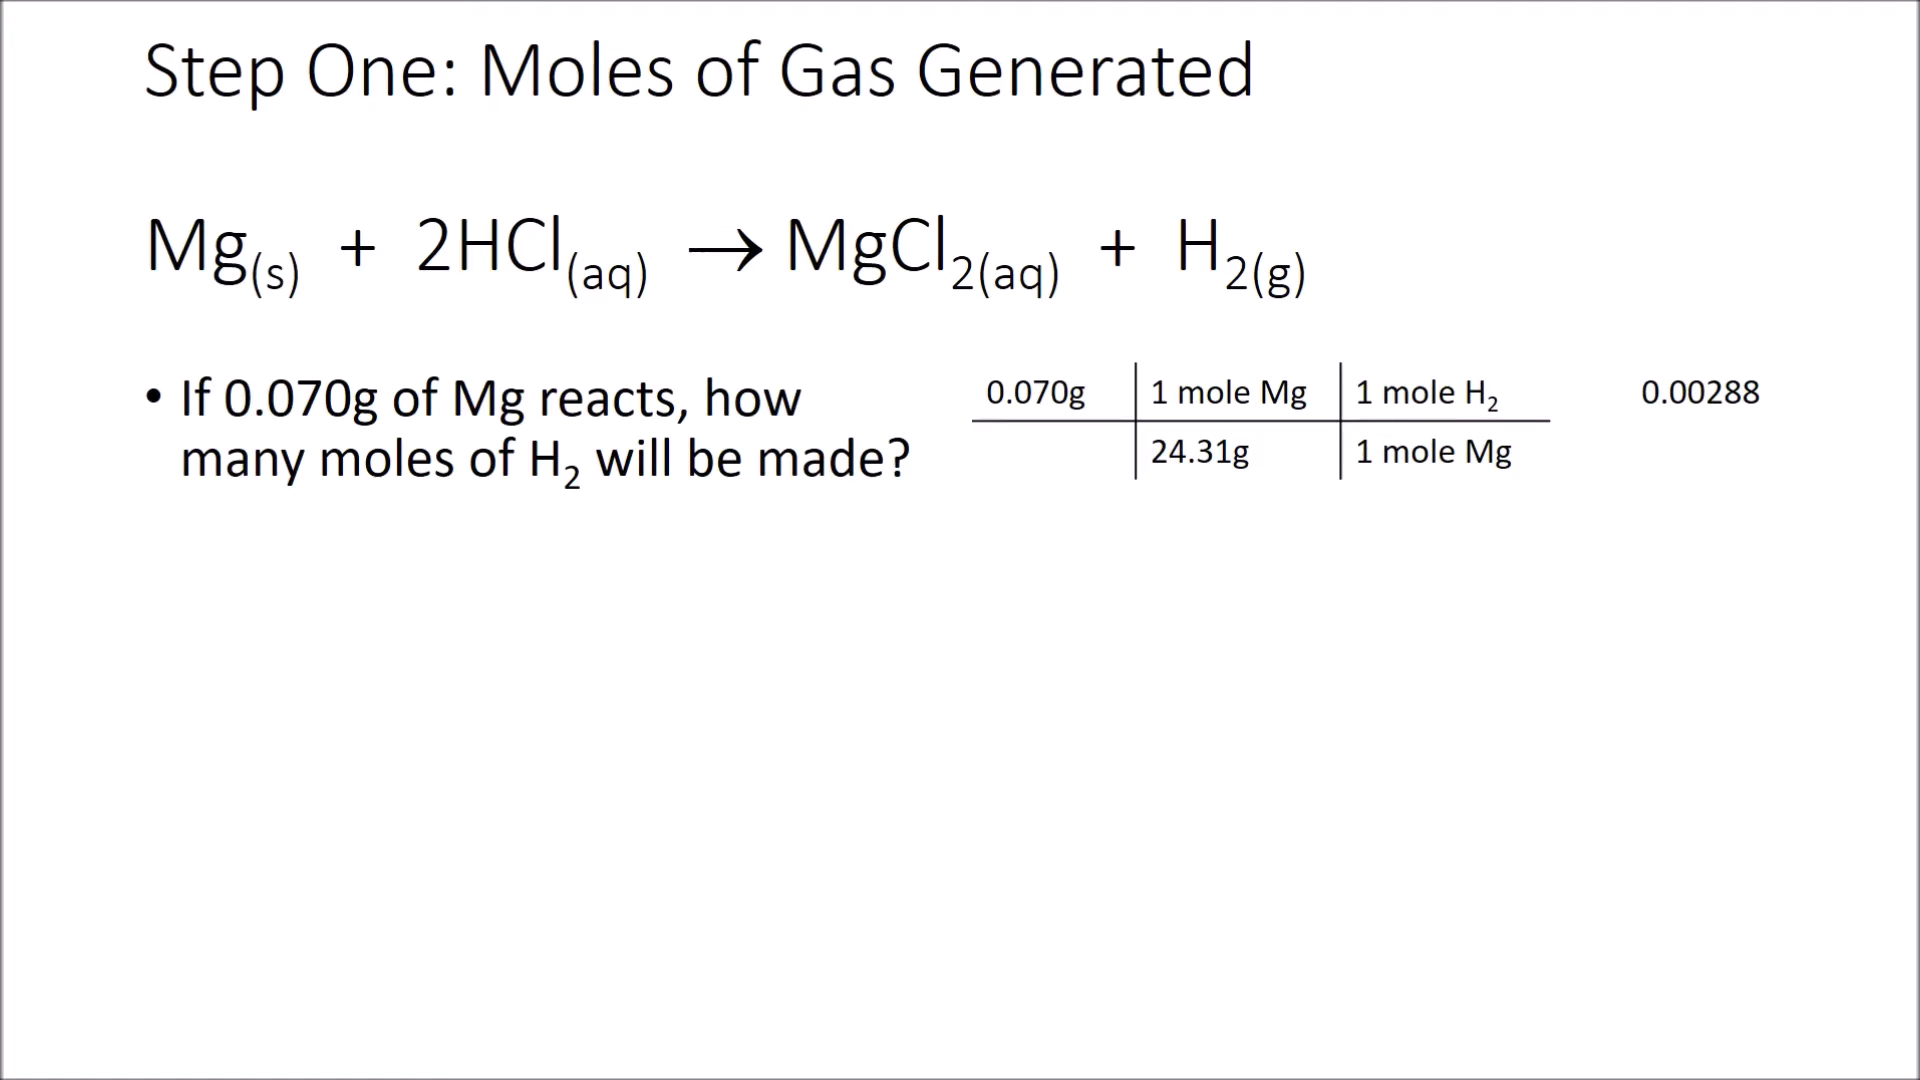 Step One: Moles of Gas Generated
Mg(s) + 2HCl(aq) → MgCl2(aq) + H2(g)
• If 0.070g of Mg reacts, how
many moles of H2 will be made?
0.070g 1 mole Mg 1 mole H2 0.00288
24.31g 1 mole Mg